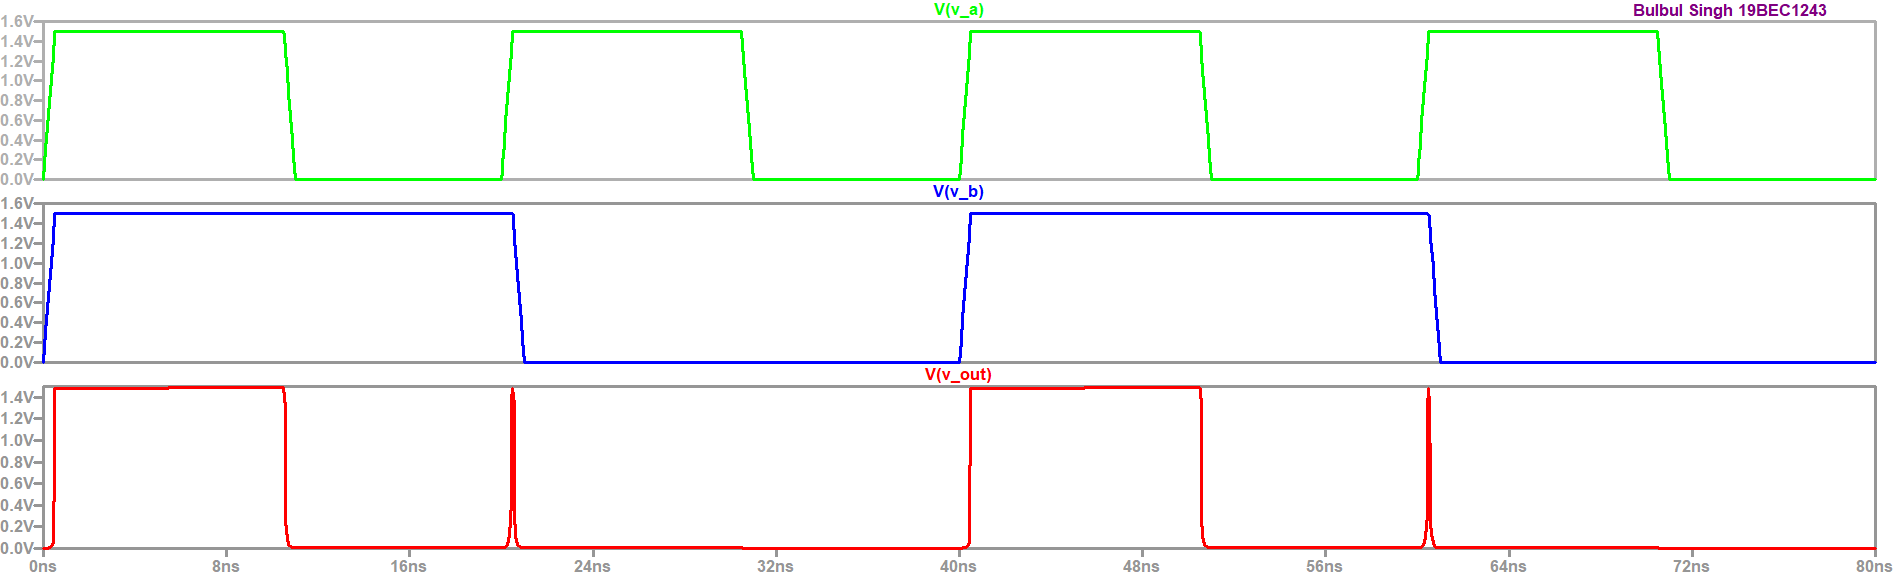 V(v_a)
Bulbul Singh 19BEC1243
1.6V
1.4V
1.2V
1.0V
0.8V
0.6V
0.4V
0.2V
0.0V
V(v_b)
1.6V
1.4V
1.2V
1.0V
0.8V
0.6V
0.4V
0.2V
0.0V
V(v_out)
1.4V
1.2V
1.0V
0.8V
0.6V
0.4V
0.2V
0.0V
0ns 8ns 16ns 24ns 32ns 40ns 48ns 56ns 64ns 72ns 80ns